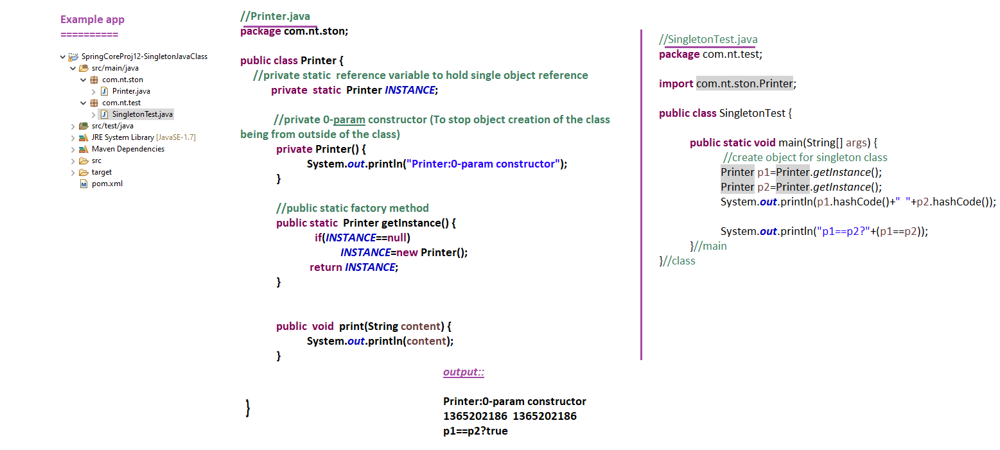 Example app
==========
SpringCoreProj12-SingletonJavaClass
src/main/java
com.nt.ston
Printer.java
com.nt.test
SingletonTest.java
src/test/java
JRE System Library [JavaSE-1.7]
Maven Dependencies
src
target
pom.xml
//Printer.java
package com.nt.ston;
public class Printer {
//private static  reference variable to hold single object reference
private  static  Printer INSTANCE;
//private 0-param constructor (To stop object creation of the class
being from outside of the class)
private Printer() {
System.out.println("Printer:0-param constructor");
}
//public static factory method
public static  Printer getInstance() {
if(INSTANCE==null)
INSTANCE=new Printer();
return INSTANCE;
}
public  void  print(String content) {
System.out.println(content);
}
}
output::
Printer:0-param constructor
1365202186  1365202186
p1==p2?true
//SingletonTest.java
package com.nt.test;
import com.nt.ston.Printer;
public class SingletonTest {
public static void main(String[] args) {
//create object for singleton class
Printer p1=Printer.getInstance();
Printer p2=Printer.getInstance();
System.out.println(p1.hashCode()+"  "+p2.hashCode());
System.out.println("p1==p2?"+(p1==p2));
}//main
}//class